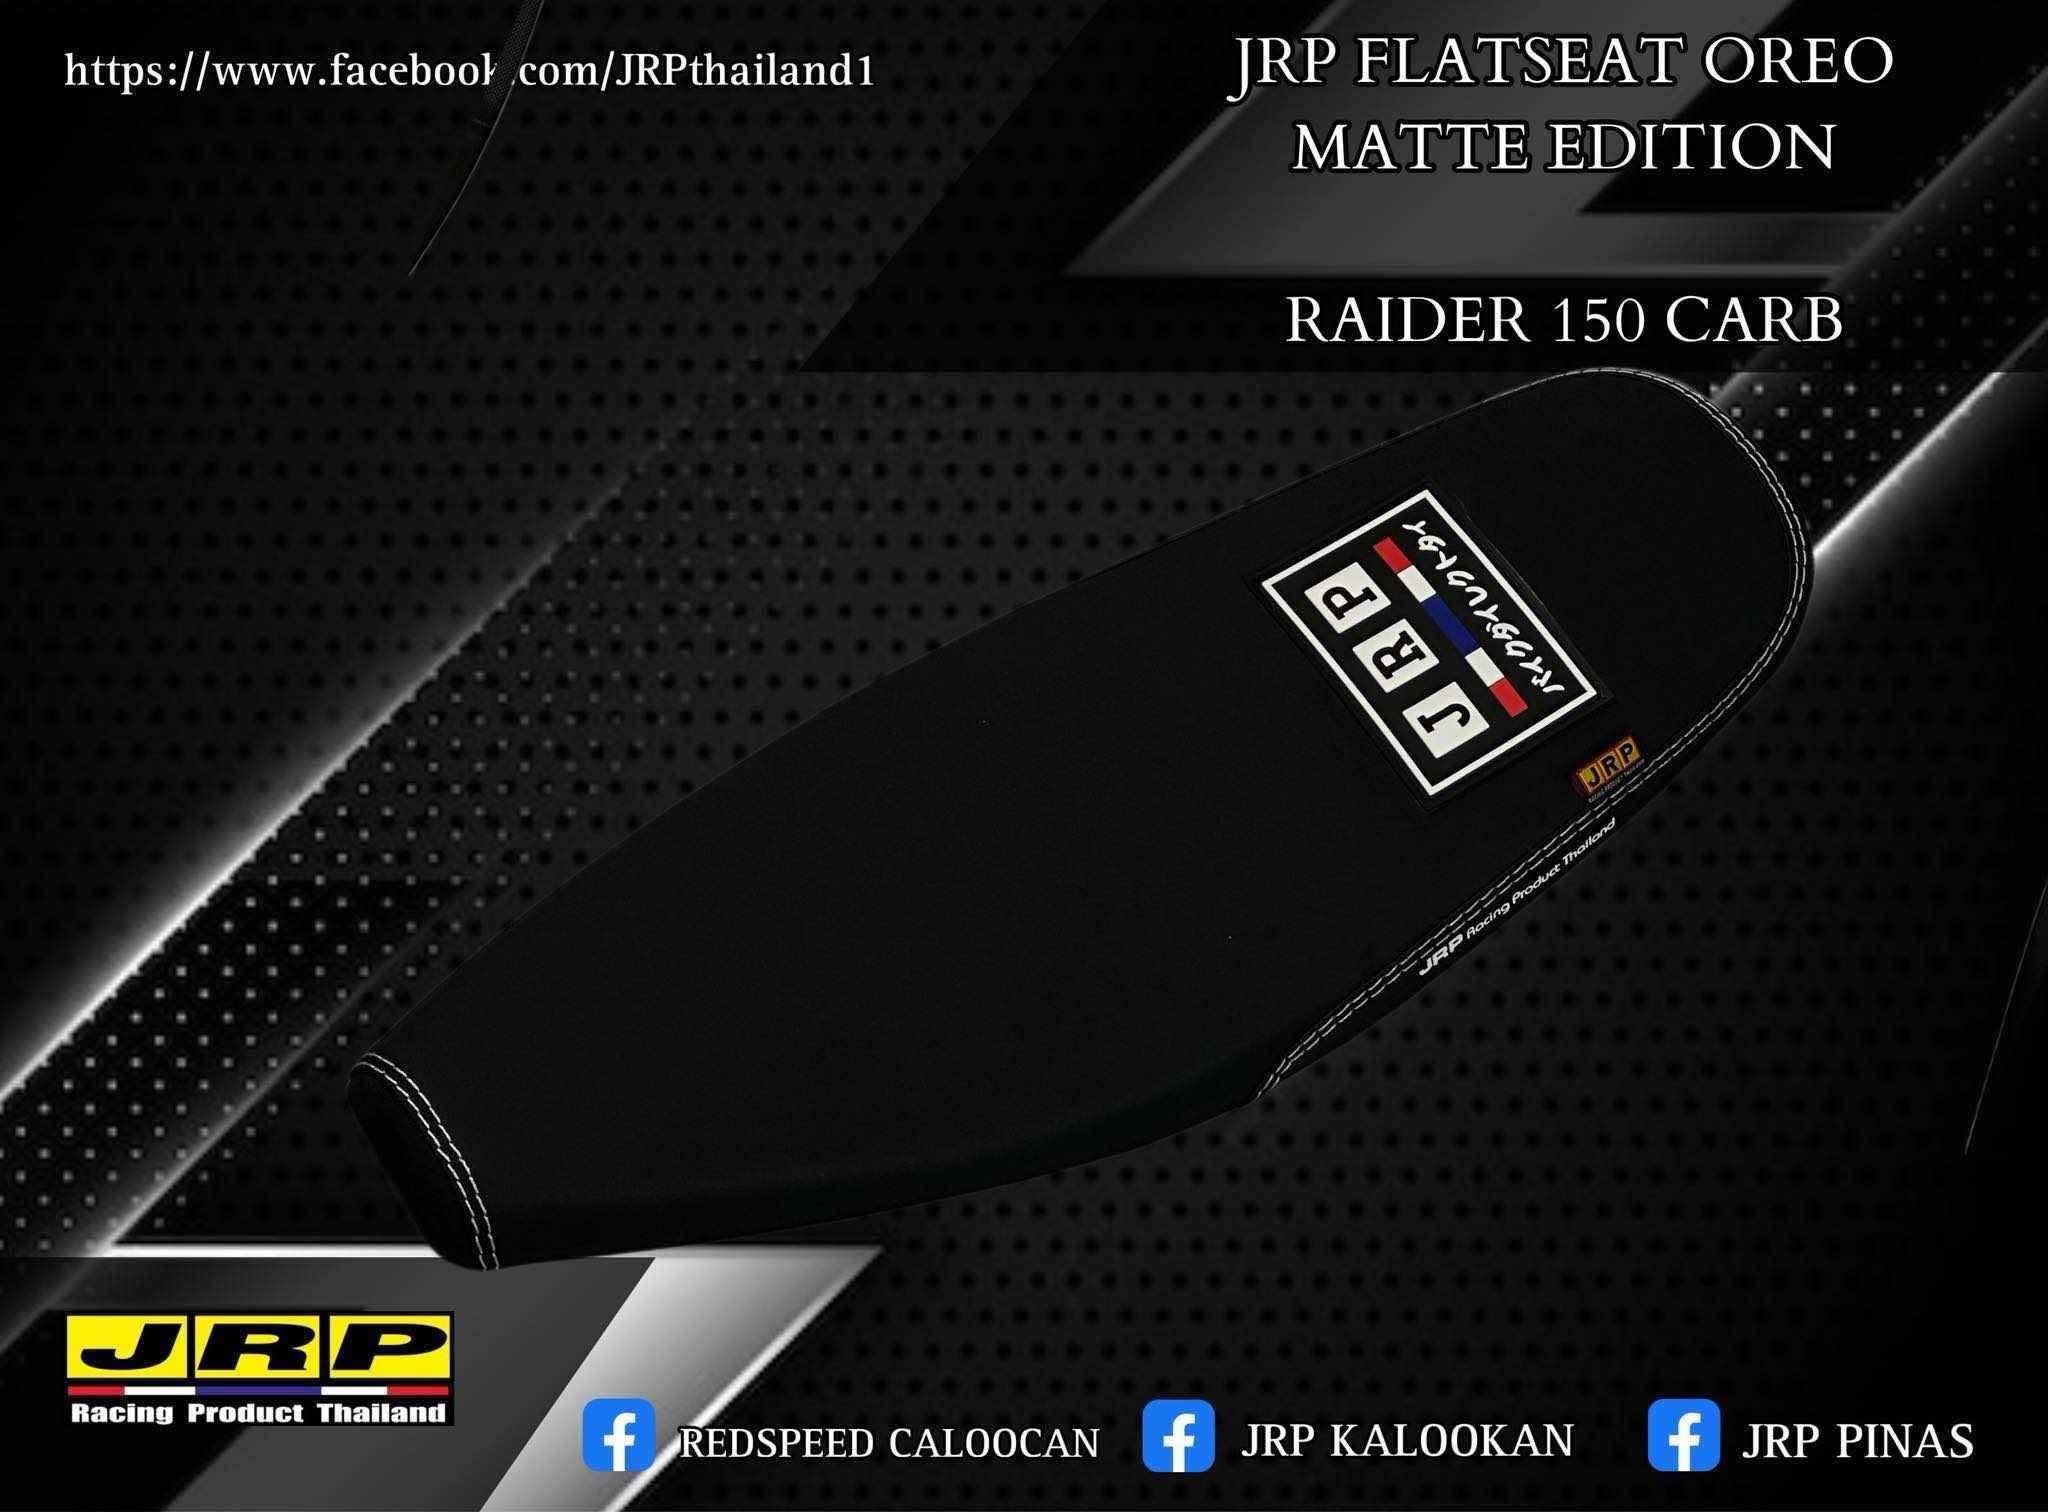 https://www.facebook.com/JRPthailand1
JRP FLATSEAT OREO
MATTE EDITION
RAIDER 150 CARB
JRP
JRP
JRP Racing Product Thailand
JRP
Racing Product Thailand
REDSPEED CALOOCAN
JRP KALOOKAN
JRP PINAS